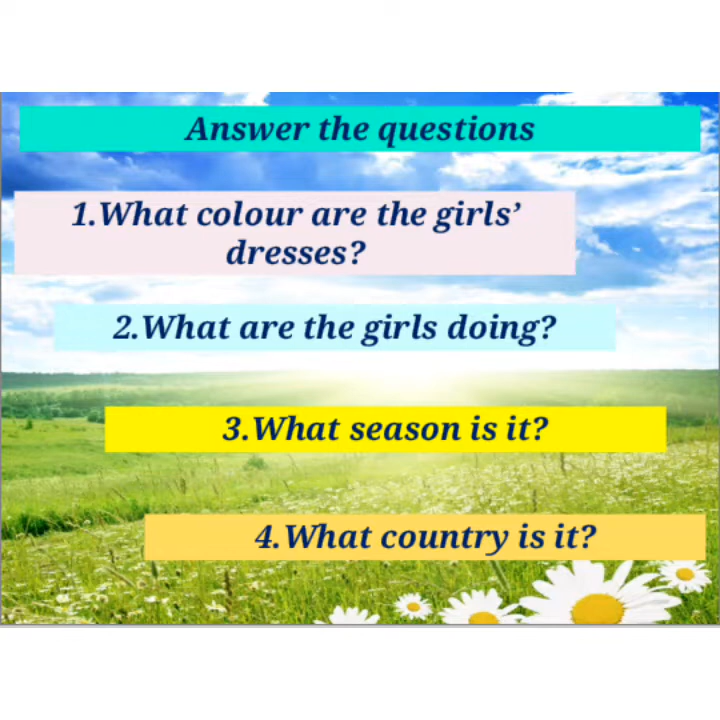 Answer the questions
1.What colour are the girls’
dresses?
2.What are the girls doing?
3.What season is it?
4.What country is it?